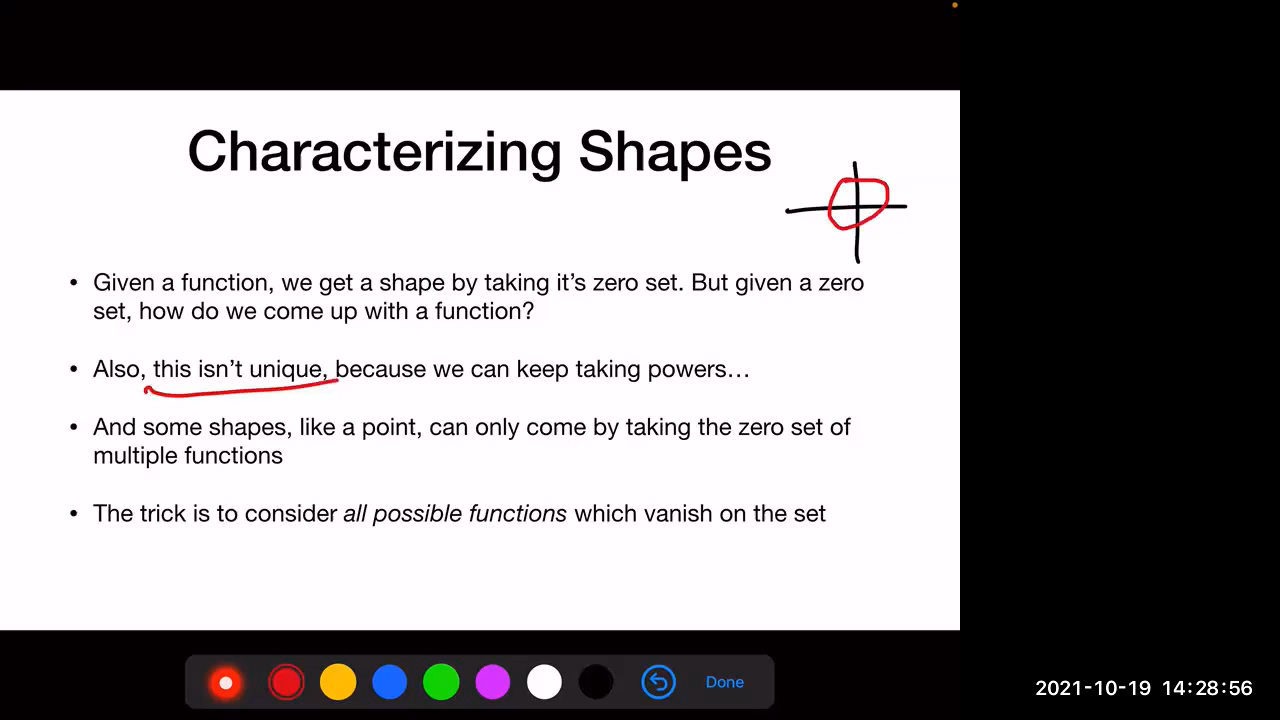 Characterizing Shapes
• Given a function, we get a shape by taking it’s zero set. But given a zero
set, how do we come up with a function?
• Also, this isn’t unique, because we can keep taking powers…
• And some shapes, like a point, can only come by taking the zero set of
multiple functions
• The trick is to consider all possible functions which vanish on the set
Done
2021-10-19 14:28:56